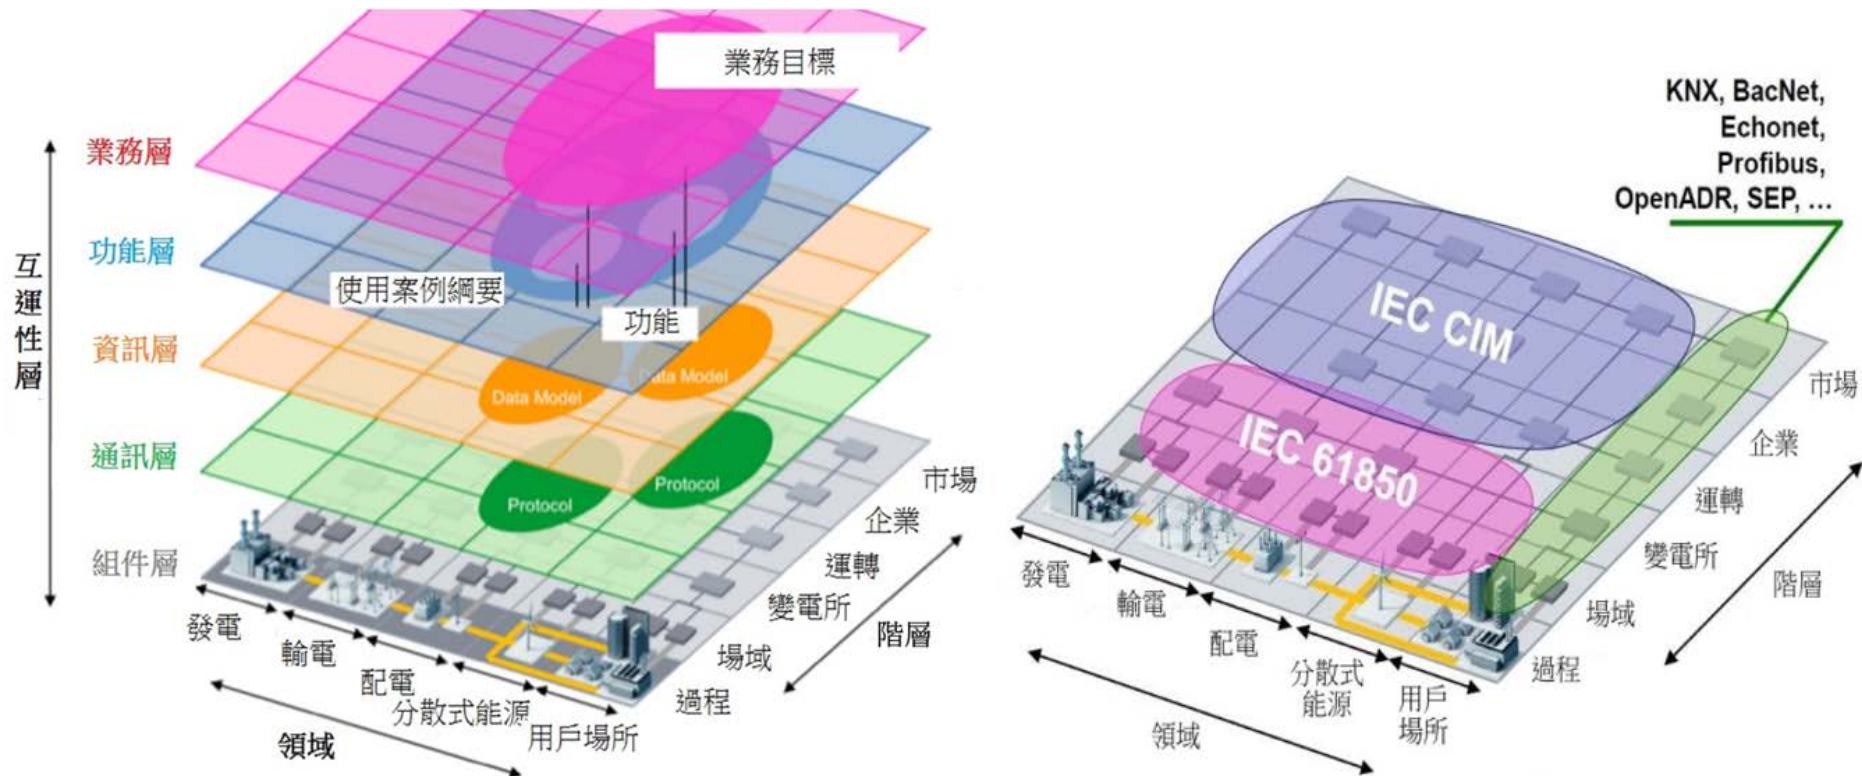 業務目標
業務層
功能層
使用案例綱要
功能
資訊層
Data Model
Data Model
通訊層
Protocol
Protocol
組件層
互運性層
市場
企業
運轉
變電所
場域
過程
階層
發電
輸電
配電
分散式能源
用戶場所
領域
KNX, BacNet,
Echonet,
Profibus,
OpenADR, SEP, ...
IEC CIM
IEC 61850
市場
企業
運轉
變電所
場域
過程
階層
發電
輸電
配電
分散式
能源
用戶
場所
領域